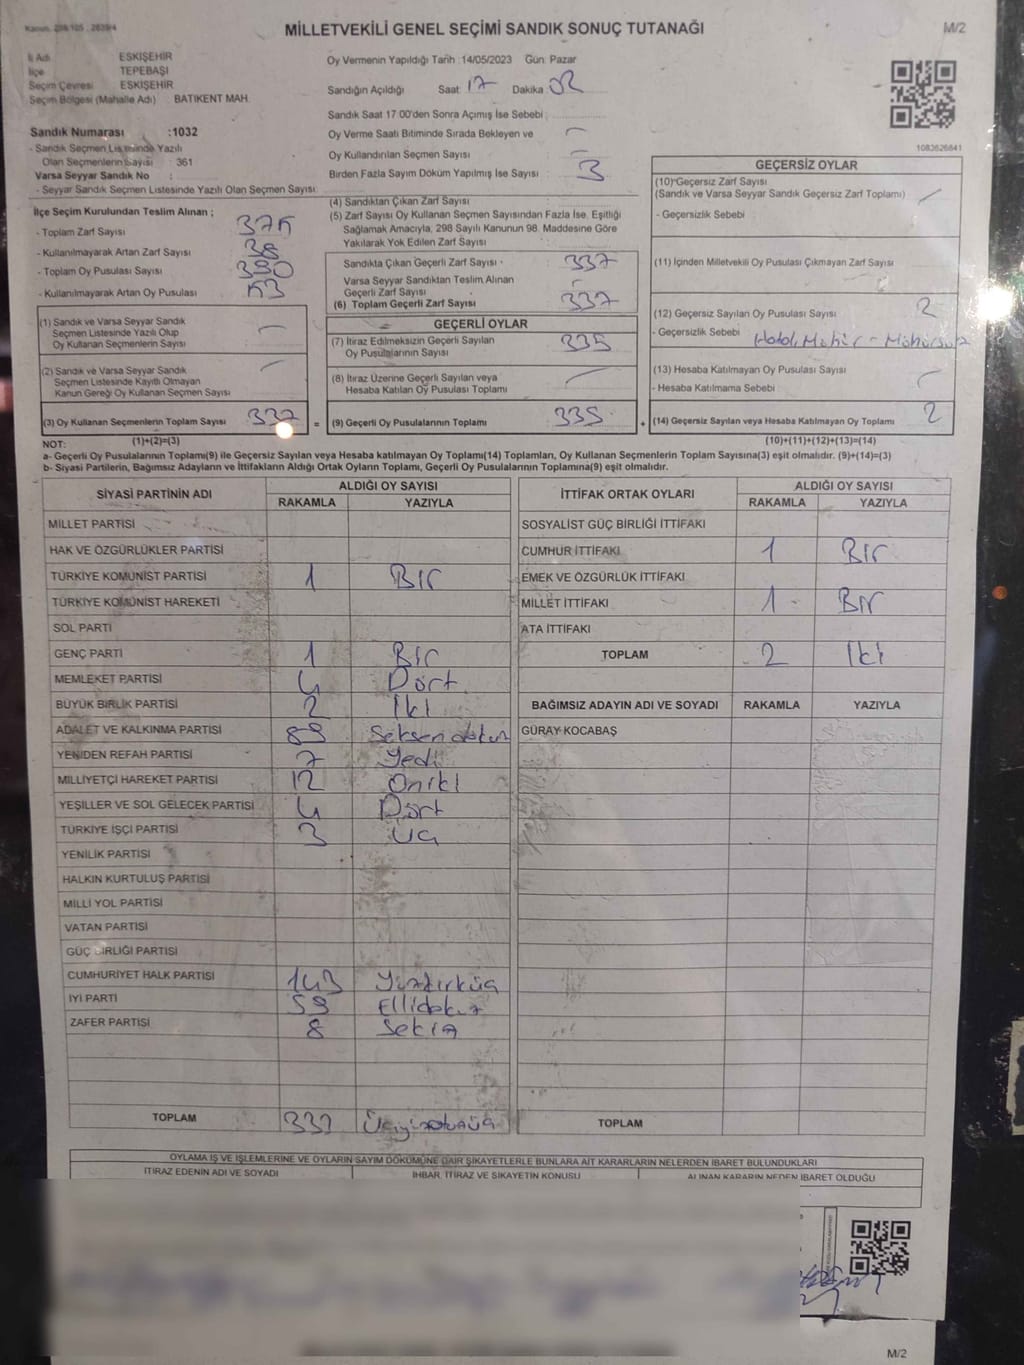 MİLLETVEKİLİ GENEL SEÇİMİ SANDIK SONUÇ TUTANAĞI
M/2
İl Adı ESKİŞEHİR
İlçe TEPEBAŞI
Seçim Çevresi ESKİŞEHİR
Seçim Bölgesi (Mahalle Adı) BATIKENT MAH.
Oy Vermenin Yapıldığı Tarih :14/05/2023 Gün: Pazar
Sandığın Açıldığı Saat 17 Dakika 02
Sandık Saat 17 00'den Sonra Açımış İse Sebebi :
Oy Verme Saati Bitiminde Sırada Bekleyen ve
Oy Kullandırılan Seçmen Sayısı
Birden Fazla Sayım Döküm Yapılmış İse Sayısı : 3
Sandık Numarası :1032
- Sandık Seçmen Listesinde Yazılı
Olan Seçmenlerin Sayısı : 361
Varsa Seyyar Sandık No :
- Seyyar Sandık Seçmen Listesinde Yazılı Olan Seçmen Sayısı:
1083626841
İlçe Seçim Kurulundan Teslim Alınan ;
- Toplam Zarf Sayısı 375
- Kullanılmayarak Artan Zarf Sayısı 38
- Toplam Oy Pusulası Sayısı 390
- Kullanılmayarak Artan Oy Pusulası 53
(1) Sandık ve Varsa Seyyar Sandık
Seçmen Listesinde Yazılı Olup
Oy Kullanan Seçmenlerin Sayısı
(2) Sandık ve Varsa Seyyar Sandık
Seçmen Listesinde Kayıtlı Olmayan
Kanun Gereği Oy Kullanan Seçmen Sayısı
(3) Oy Kullanan Seçmenlerin Toplam Sayısı 337 =
(1)+(2)=(3)
(4) Sandıktan Çıkan Zarf Sayısı
(5) Zarf Sayısı Oy Kullanan Seçmen Sayısından Fazla İse, Eşitliği
Sağlamak Amacıyla, 298 Sayılı Kanunun 98. Maddesine Göre
Yakılarak Yok Edilen Zarf Sayısı
Sandıkta Çıkan Geçerli Zarf Sayısı 337
Varsa Seyyar Sandıktan Teslim Alınan
Geçerli Zarf Sayısı
(6) Toplam Geçerli Zarf Sayısı 337
GEÇERLİ OYLAR
(7) İtiraz Edilmeksizin Geçerli Sayılan
Oy Pusulalarının Sayısı 335
(8) İtiraz Üzerine Geçerli Sayılan veya
Hesaba Katılan Oy Pusulası Toplamı
(9) Geçerli Oy Pusulalarının Toplamı 335 +
GEÇERSİZ OYLAR
(10) Geçersiz Zarf Sayısı
(Sandık ve Varsa Seyyar Sandık Geçersiz Zarf Toplamı)
- Geçersizlik Sebebi
(11) İçinden Milletvekili Oy Pusulası Çıkmayan Zarf Sayısı
(12) Geçersiz Sayılan Oy Pusulası Sayısı 2
- Geçersizlik Sebebi Hatalı Mühür - Mühürsüz
(13) Hesaba Katılmayan Oy Pusulası Sayısı
- Hesaba Katılmama Sebebi
(14) Geçersiz Sayılan veya Hesaba Katılmayan Oy Toplamı 2
(10)+(11)+(12)+(13)=(14)
NOT:
a- Geçerli Oy Pusulalarının Toplamı(9) ile Geçersiz Sayılan veya Hesaba katılmayan Oy Toplamı(14) Toplamları, Oy Kullanan Seçmenlerin Toplam Sayısına(3) eşit olmalıdır. (9)+(14)=(3)
b- Siyasi Partilerin, Bağımsız Adayların ve İttifakların Aldığı Ortak Oyların Toplamı, Geçerli Oy Pusulalarının Toplamına(9) eşit olmalıdır.
SİYASİ PARTİNİN ADI ALDIĞI OY SAYISI
RAKAMLA YAZIYLA
MİLLET PARTİSİ
HAK VE ÖZGÜRLÜKLER PARTİSİ
TÜRKİYE KOMÜNİST PARTİSİ 1 Bir
TÜRKİYE KOMÜNİST HAREKETİ
SOL PARTİ
GENÇ PARTİ 1 Bir
MEMLEKET PARTİSİ 4 Dört
BÜYÜK BİRLİK PARTİSİ 2 İki
ADALET VE KALKINMA PARTİSİ 89 Seksendokuz
YENİDEN REFAH PARTİSİ 7 Yedi
MİLLİYETÇİ HAREKET PARTİSİ 12 Oniki
YEŞİLLER VE SOL GELECEK PARTİSİ 4 Dört
TÜRKİYE İŞÇİ PARTİSİ 3 Üç
YENİLİK PARTİSİ
HALKIN KURTULUŞ PARTİSİ
MİLLİ YOL PARTİSİ
VATAN PARTİSİ
GÜÇ BİRLİĞİ PARTİSİ
CUMHURİYET HALK PARTİSİ 143 Yüzkırküç
İYİ PARTİ 59 Ellidokuz
ZAFER PARTİSİ 8 Sekiz
TOPLAM 333 Üçyüzotuzüç
İTTİFAK ORTAK OYLARI ALDIĞI OY SAYISI
RAKAMLA YAZIYLA
SOSYALİST GÜÇ BİRLİĞİ İTTİFAKI
CUMHUR İTTİFAKI 1 Bir
EMEK VE ÖZGÜRLÜK İTTİFAKI
MİLLET İTTİFAKI 1 Bir
ATA İTTİFAKI
TOPLAM 2 İki
BAĞIMSIZ ADAYIN ADI VE SOYADI RAKAMLA YAZIYLA
GÜRAY KOCABAŞ
TOPLAM
OYLAMA İŞ VE İŞLEMLERİNE VE OYLARIN SAYIM DÖKÜMÜNE DAİR ŞİKAYETLERLE BUNLARA AİT KARARLARIN NELERDEN İBARET BULUNDUKLARI
İTİRAZ EDENİN ADI VE SOYADI İHBAR, İTİRAZ VE ŞİKAYETİN KONUSU ALINAN KARARIN NEDEN İBARET OLDUĞU
M/2